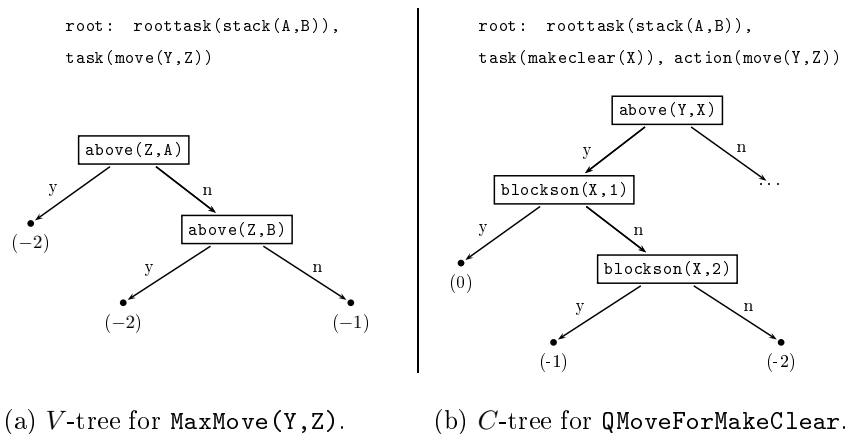 root: roottask(stack(A,B)),
task(move(Y,Z))
above(Z,A)
y
n
(−2)
above(Z,B)
y
n
(−2)
(−1)
(a) V-tree for MaxMove(Y,Z).
root: roottask(stack(A,B)),
task(makeclear(X)), action(move(Y,Z))
above(Y,X)
y
n
...
blockson(X,1)
y
n
(0)
blockson(X,2)
y
n
(-1)
(-2)
(b) C-tree for QMoveForMakeClear.